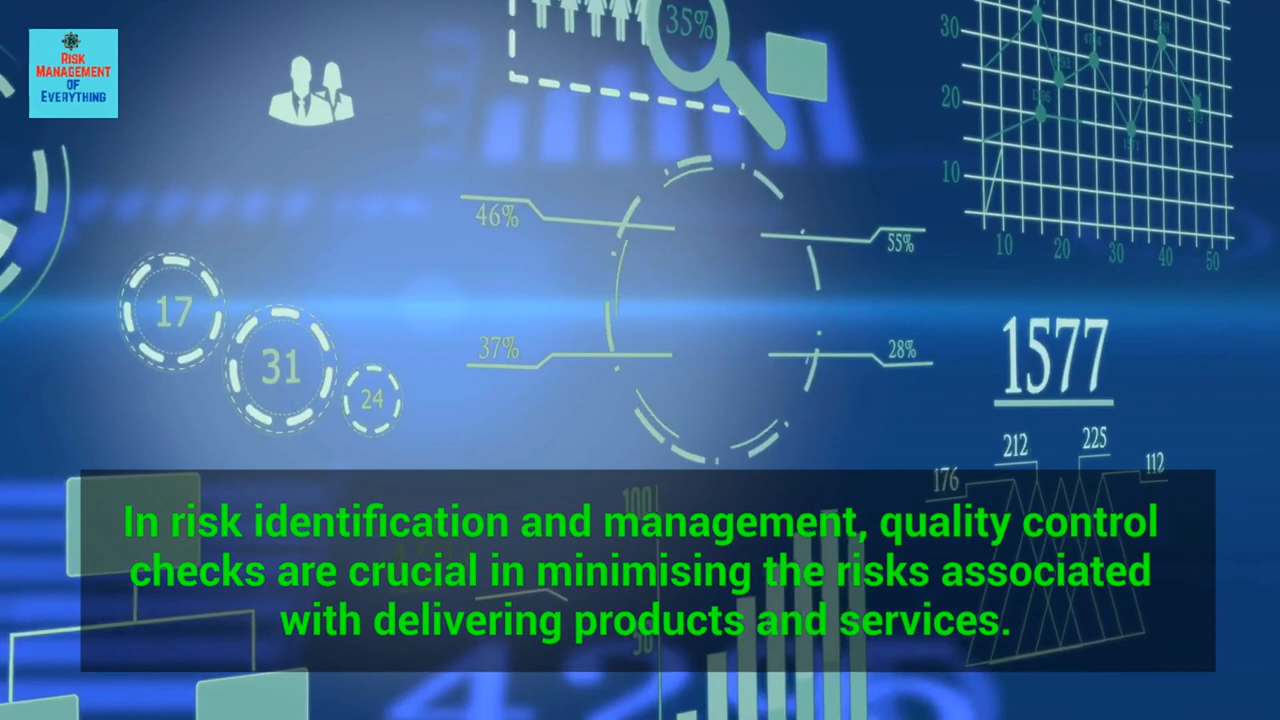 Risk
Management
of
Everything
35%
30
20
10
10 20 30 40 50
46%
55%
37%
28%
17
31
24
1577
212
225
176
112
100
50
In risk identification and management, quality control
checks are crucial in minimising the risks associated
with delivering products and services.